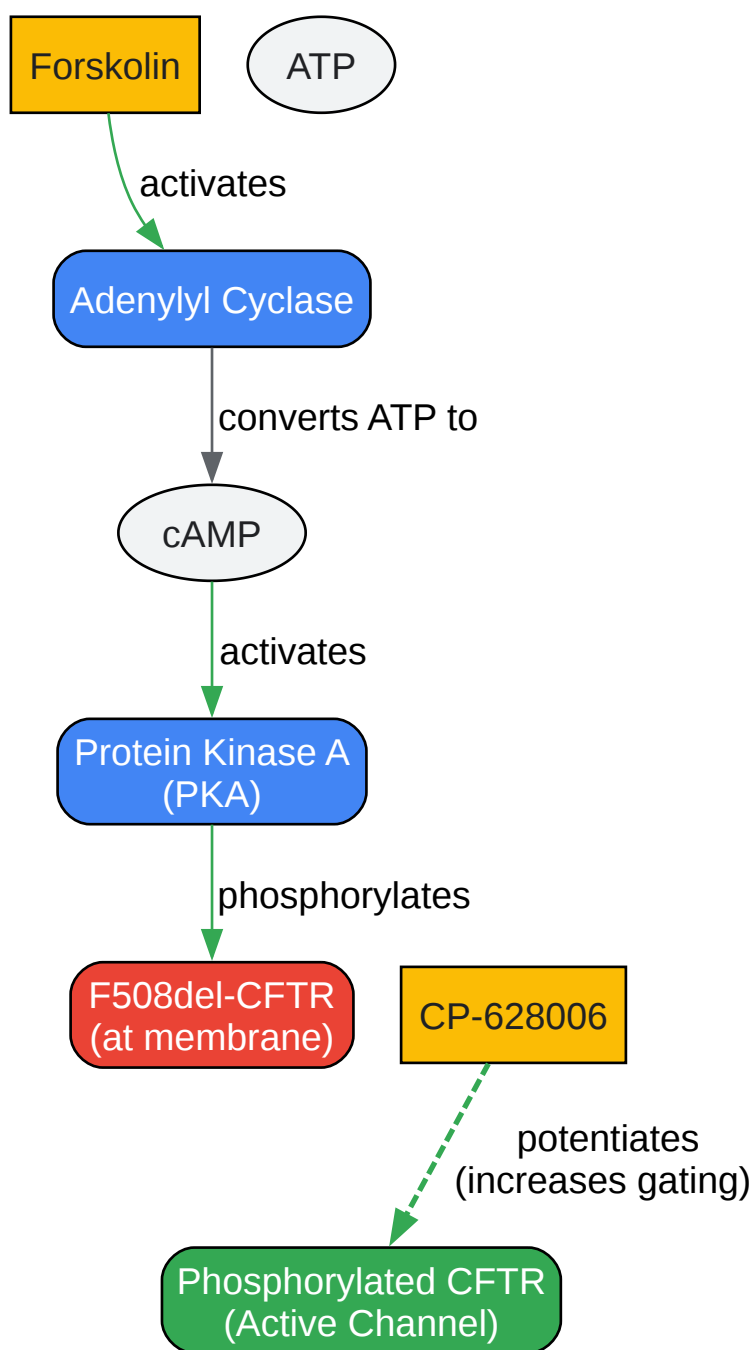 Forskolin
ATP
activates
Adenylyl Cyclase
converts ATP to
cAMP
activates
Protein Kinase A
(PKA)
phosphorylates
F508del-CFTR
(at membrane)
CP-628006
potentiates
(increases gating)
Phosphorylated CFTR
(Active Channel)